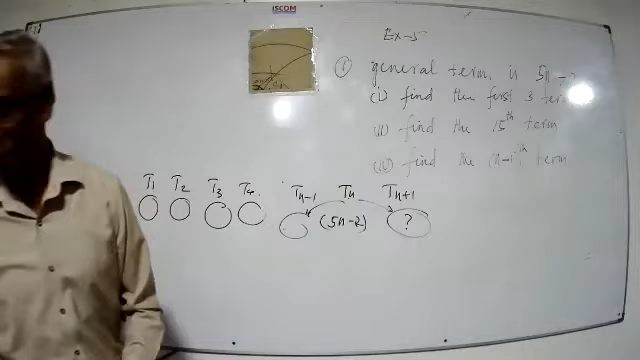 ISCOM
Ex-5
(1) general term, is 5n-2
(i) find the first 3 ter
(ii) find the 15th term
(iii) find the (n-1)th term
T1 T2 T3 T4 Tn-1 Tn Tn+1
(5n-2) ?